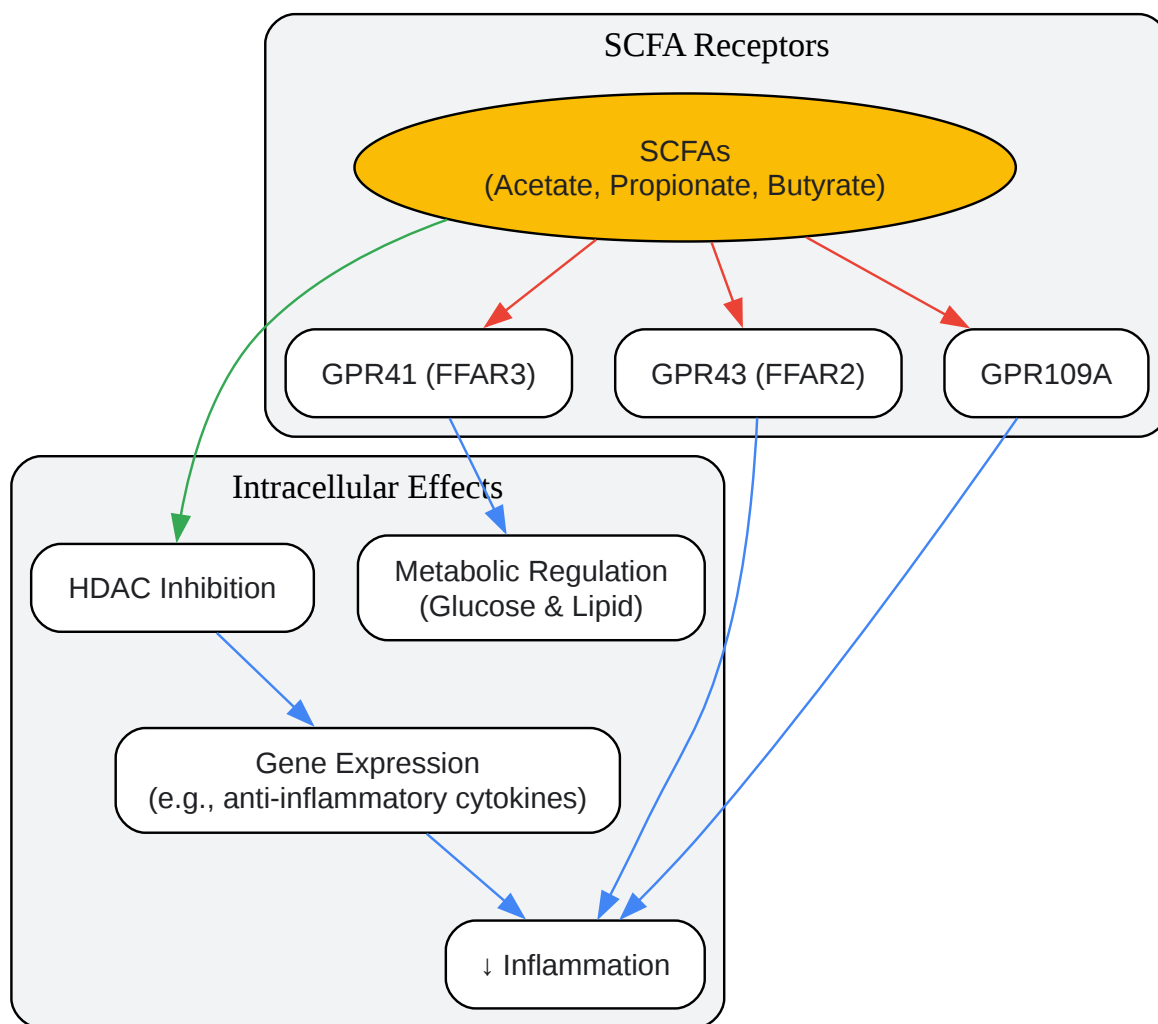 SCFA Receptors
SCFAs
(Acetate, Propionate, Butyrate)
GPR41 (FFAR3)
GPR43 (FFAR2)
GPR109A
Intracellular Effects
HDAC Inhibition
Metabolic Regulation
(Glucose & Lipid)
Gene Expression
(e.g., anti-inflammatory cytokines)
↓ Inflammation